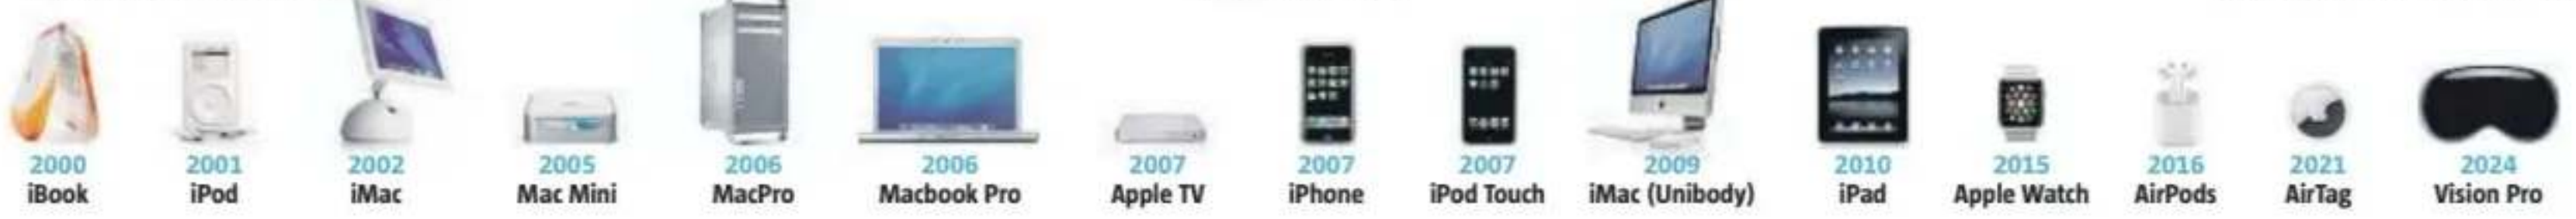 2000
iBook
2001
iPod
2002
iMac
2005
Mac Mini
2006
MacPro
2006
Macbook Pro
2007
Apple TV
2007
iPhone
2007
iPod Touch
2009
iMac (Unibody)
2010
iPad
2015
Apple Watch
2016
AirPods
2021
AirTag
2024
Vision Pro